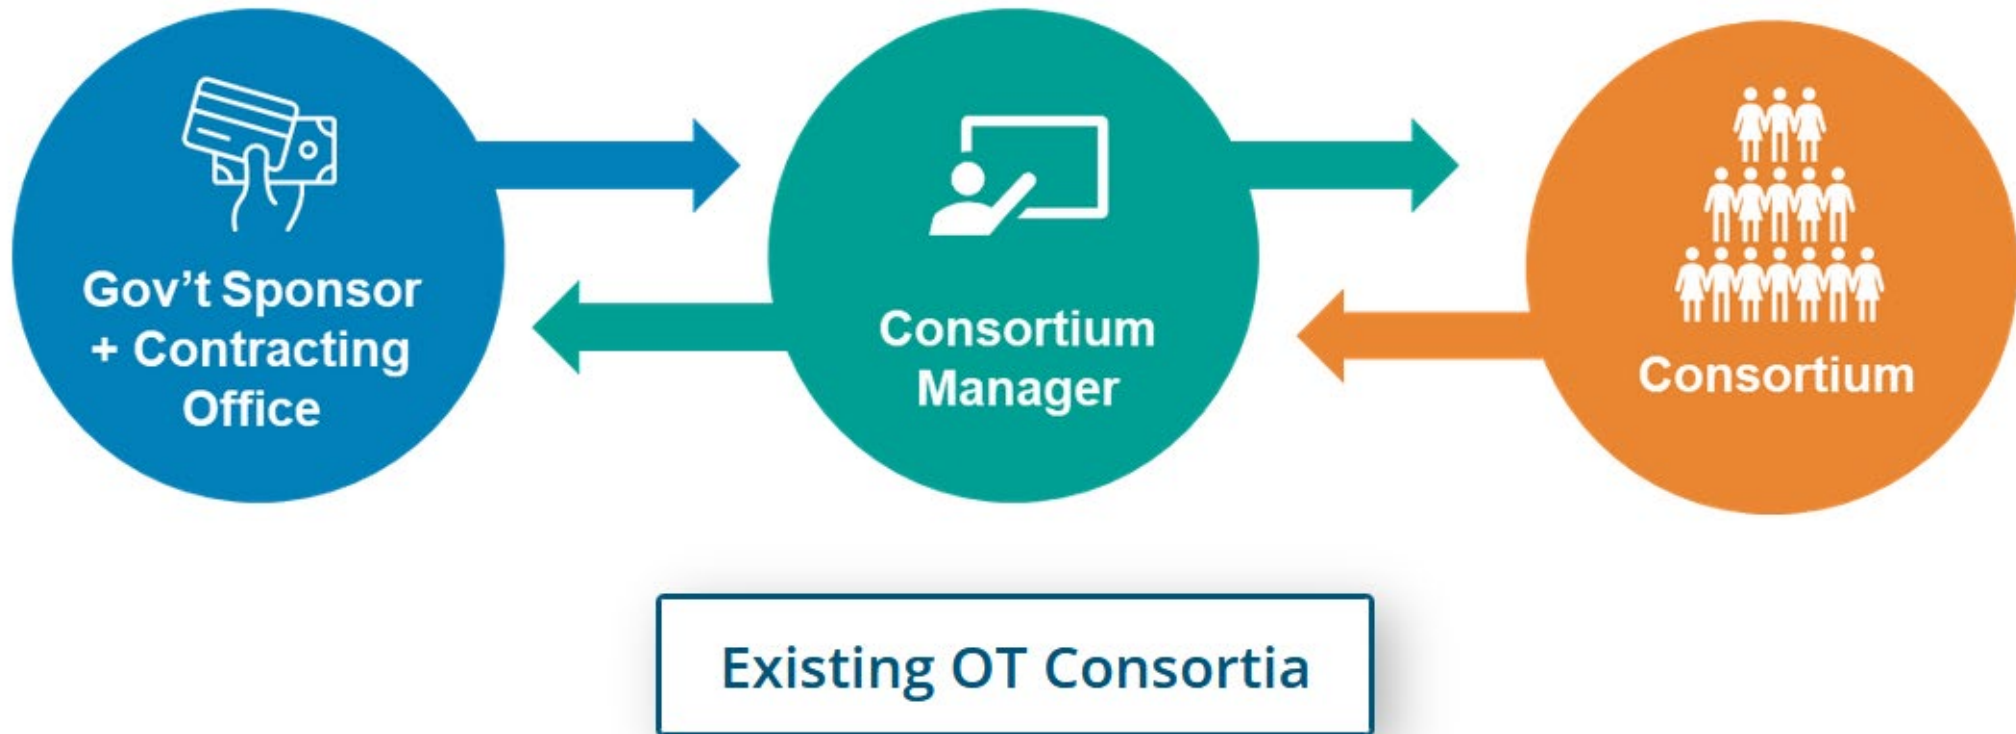 Gov't Sponsor
+ Contracting
Office
Consortium
Manager
Consortium
Existing OT Consortia